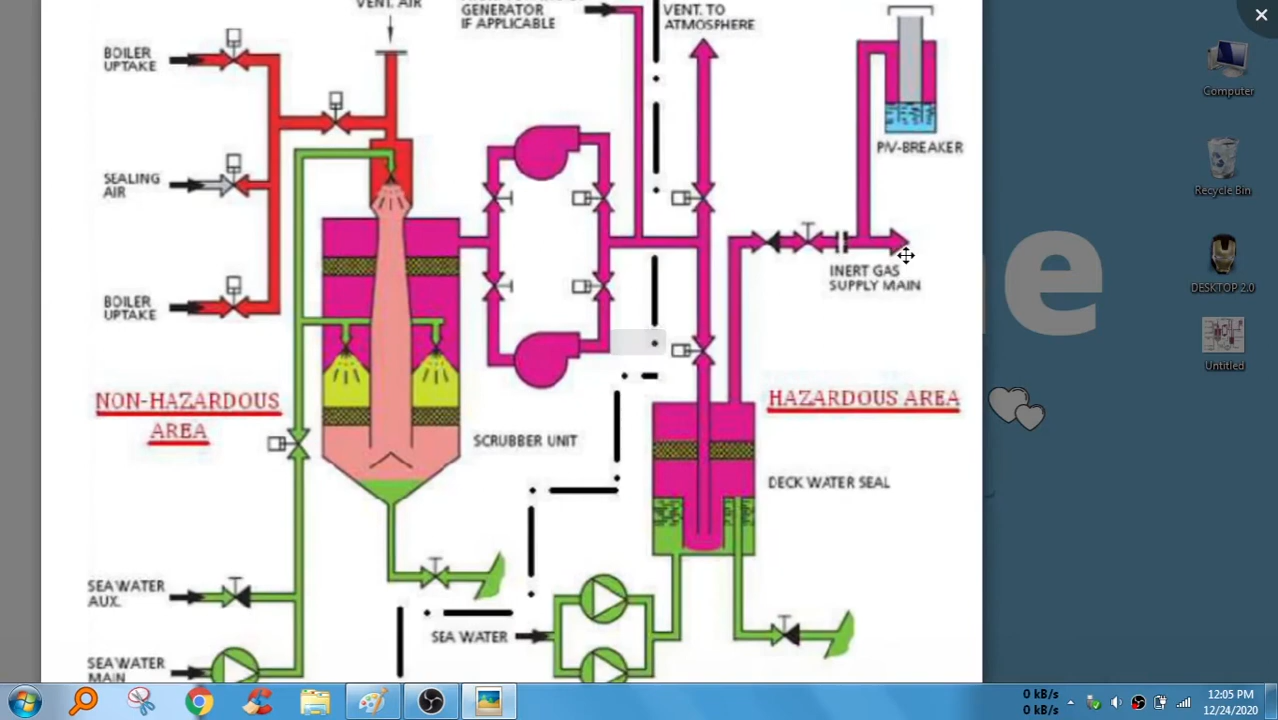 VENT. AIR
GENERATOR
IF APPLICABLE
VENT. TO
ATMOSPHERE
BOILER
UPTAKE
SEALING
AIR
BOILER
UPTAKE
P/V-BREAKER
INERT GAS
SUPPLY MAIN
NON-HAZARDOUS
AREA
HAZARDOUS AREA
SCRUBBER UNIT
DECK WATER SEAL
SEA WATER
AUX.
SEA WATER
SEA WATER
MAIN
e
Computer
Recycle Bin
DESKTOP 2.0
Untitled
0 kB/s
0 kB/s
12:05 PM
12/24/2020